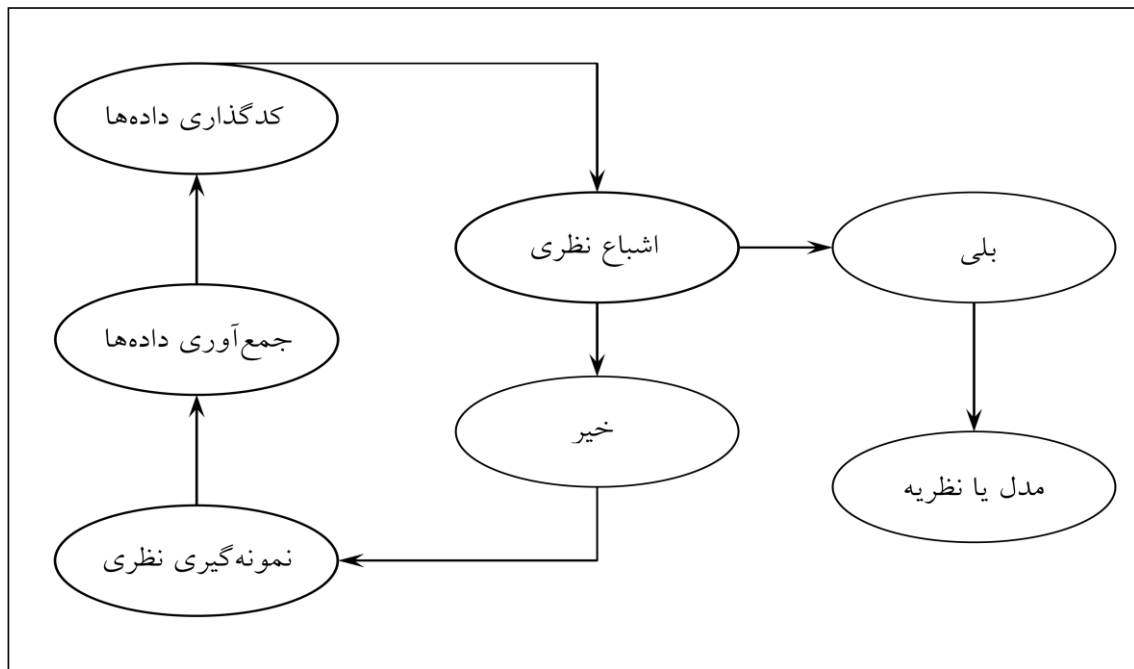 کدگذاری داده‌ها
اشباع نظری
بلی
جمع‌آوری داده‌ها
خیر
مدل یا نظریه
نمونه‌گیری نظری